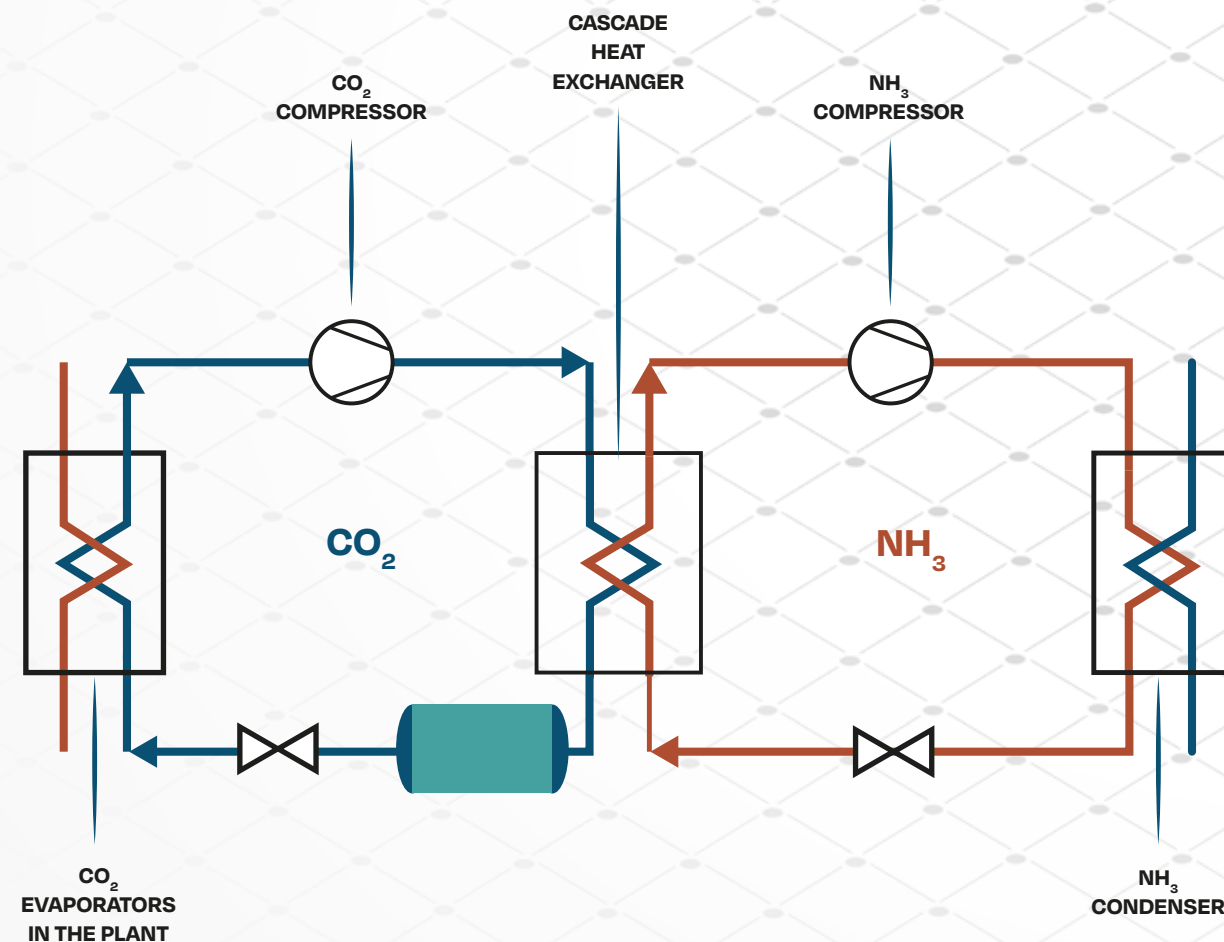 CASCADE
HEAT
EXCHANGER
CO₂
COMPRESSOR
NH₃
COMPRESSOR
CO₂
NH₃
CO₂
EVAPORATORS
IN THE PLANT
NH₃
CONDENSER